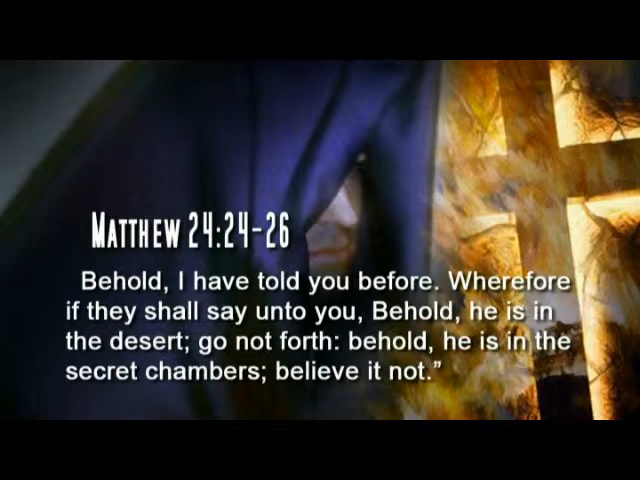 MATTHEW 24:24-26
Behold, I have told you before. Wherefore
if they shall say unto you, Behold, he is in
the desert; go not forth: behold, he is in the
secret chambers; believe it not.”